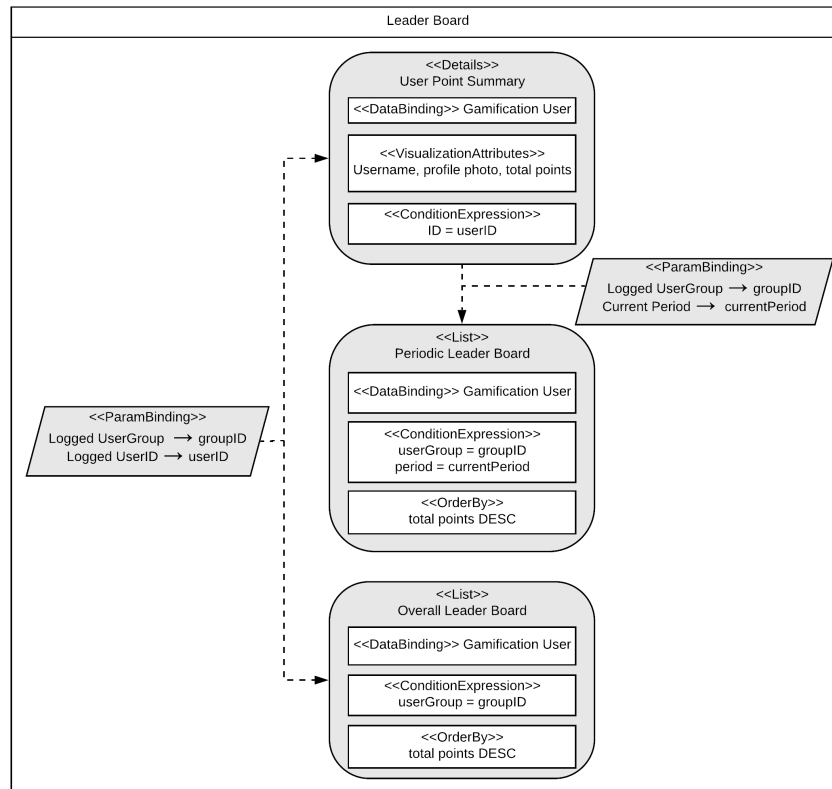 Leader Board
<<Details>>
User Point Summary
<<DataBinding>> Gamification User
<<VisualizationAttributes>>
Username, profile photo, total points
<<ConditionExpression>>
ID = userID
<<ParamBinding>>
Logged UserGroup → groupID
Current Period → currentPeriod
<<List>>
Periodic Leader Board
<<DataBinding>> Gamification User
<<ConditionExpression>>
userGroup = groupID
period = currentPeriod
<<OrderBy>>
total points DESC
<<ParamBinding>>
Logged UserGroup → groupID
Logged UserID → userID
<<List>>
Overall Leader Board
<<DataBinding>> Gamification User
<<ConditionExpression>>
userGroup = groupID
<<OrderBy>>
total points DESC